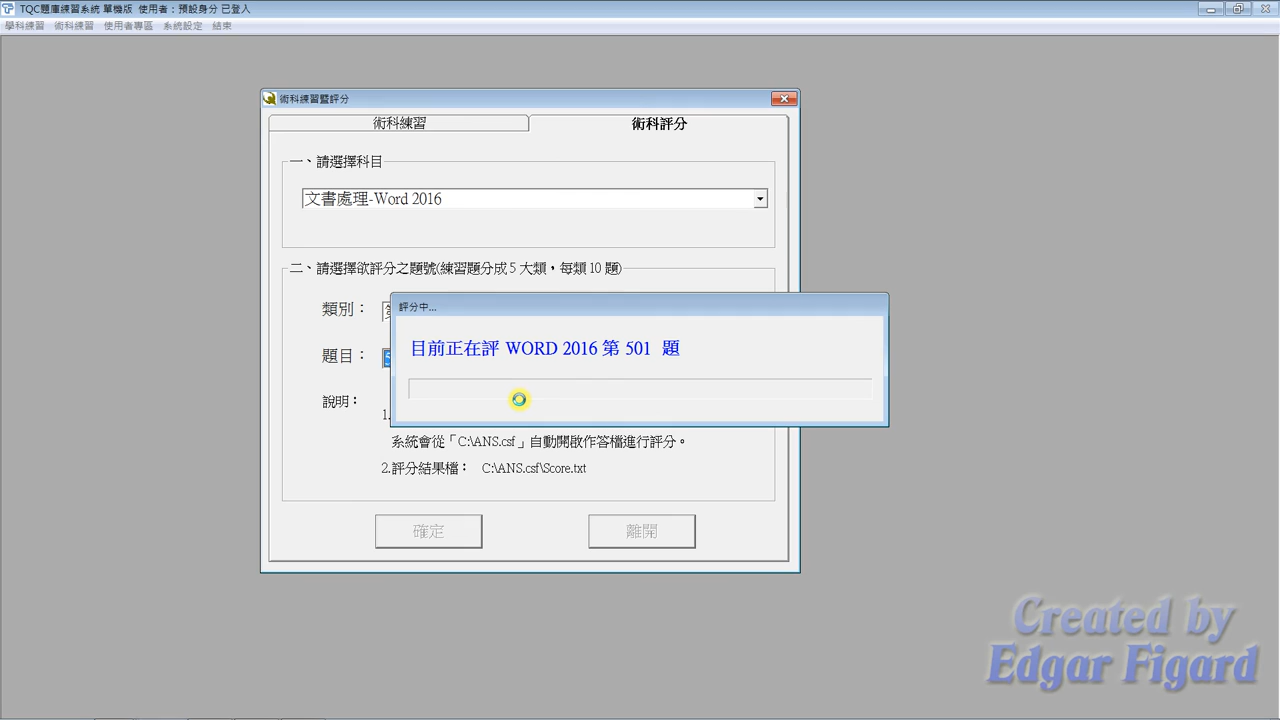 TQC題庫練習系統 單機版 使用者：預設身分 已登入
學科練習 術科練習 使用者專區 系統設定 結束
術科練習暨評分
術科練習 術科評分
一、請選擇科目
文書處理-Word 2016
二、請選擇欲評分之題號(練習題分成 5 大類，每類 10 題)
類別：
評分中...
目前正在評 WORD 2016 第 501 題
題目：
說明：
1.
系統會從「C:\ANS.csf」自動開啟作答檔進行評分。
2.評分結果檔： C:\ANS.csf\Score.txt
確定 離開
Created by
Edgar Figard